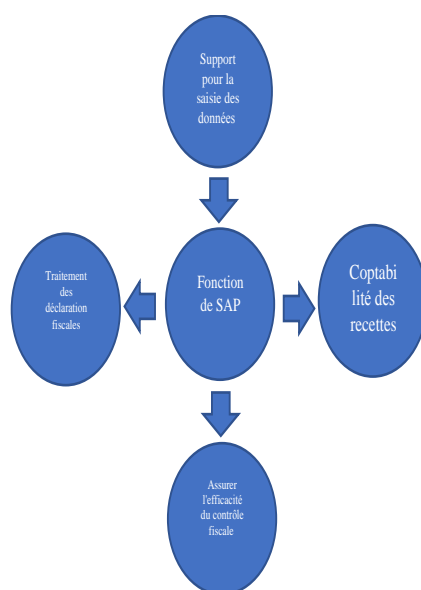 Support
pour la
saisie des
données
Traitement
des
déclaration
fiscales
Fonction
de SAP
Coptabi
lité des
recettes
Assurer
l'efficacité
du contrôle
fiscale